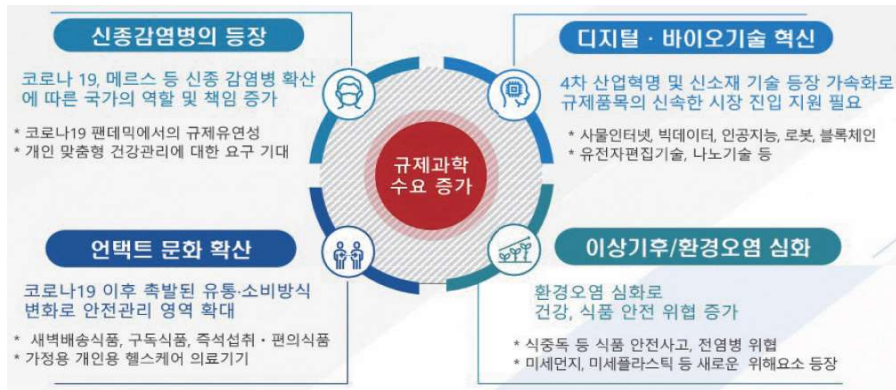 신종감염병의 등장
코로나 19, 메르스 등 신종 감염병 확산
에 따른 국가의 역할 및 책임 증가
* 코로나19 팬데믹에서의 규제유연성
* 개인 맞춤형 건강관리에 대한 요구 기대
디지털 · 바이오기술 혁신
4차 산업혁명 및 신소재 기술 등장 가속화로
규제품목의 신속한 시장 진입 지원 필요
* 사물인터넷, 빅데이터, 인공지능, 로봇, 블록체인
* 유전자편집기술, 나노기술 등
규제과학
수요 증가
언택트 문화 확산
코로나19 이후 촉발된 유통·소비방식
변화로 안전관리 영역 확대
* 새벽배송식품, 구독식품, 즉석섭취・편의식품
* 가정용 개인용 헬스케어 의료기기
이상기후/환경오염 심화
환경오염 심화로
건강, 식품 안전 위협 증가
* 식중독 등 식품 안전사고, 전염병 위협
* 미세먼지, 미세플라스틱 등 새로운 위해요소 등장